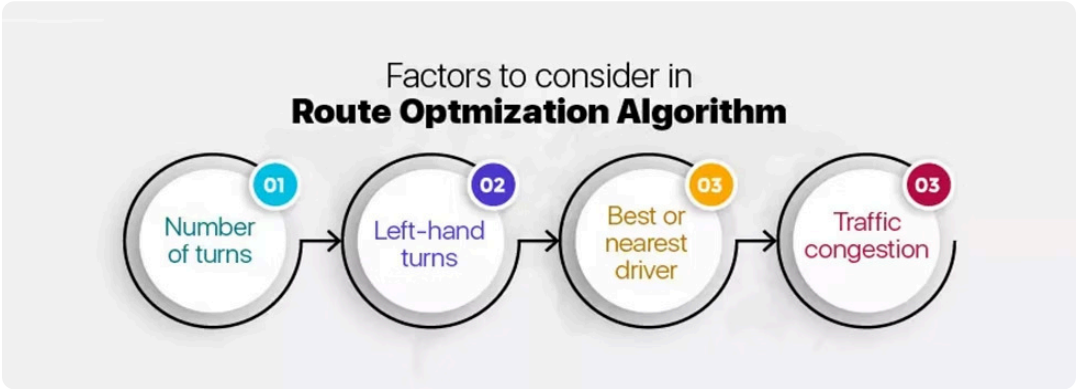 Factors to consider in
Route Optmization Algorithm
01
Number
of turns
02
Left-hand
turns
03
Best or
nearest
driver
03
Traffic
congestion